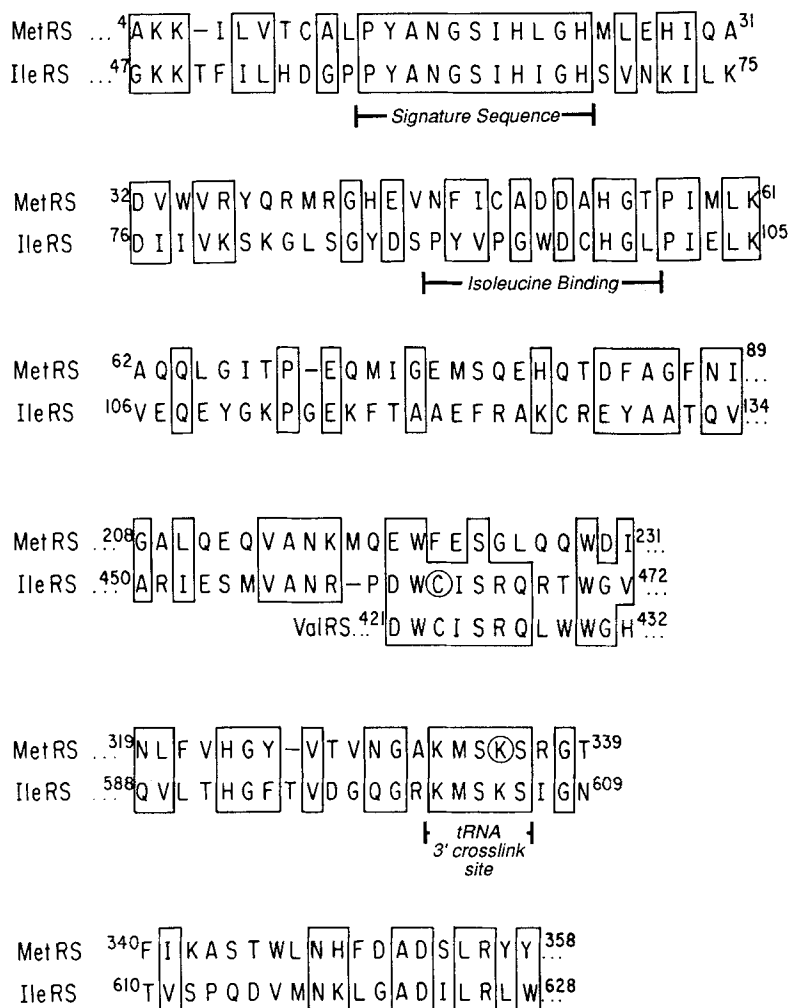 MetRS ...4AKK-ILVTCALPYANGSIHLGHMLEHIQA31
IleRS ...47GKKTFILHDGPPYANGSIHIGHSVNKILK75
Signature Sequence
MetRS 32DVWVRYQRMRGHEVNFICADDAHGTPIMLK61
IleRS 76DIIVKSKGLSGYDSPYVPGWDCHGLPIELK105
Isoleucine Binding
MetRS 62AQQLGITP-EQMIGEMSQEHQTDFAGFNI89...
IleRS 106VEQEYGKPGEKFTAAEFRAKCREYAATQV134...
MetRS ...208GALQEQVANKMQEWFESGLQQWDI231...
IleRS ...450ARIESMVANR-PDWCISRQRTWGV472...
ValRS...421DWCISRQLWWGH432...
MetRS ...319NLFVHGY-VTVNGAKMSKSRGT339
IleRS ...588QVLTHGFTVDGQGRKMSKSIGN609
tRNA
3' crosslink
site
MetRS 340FIKASTWLNHFDADSLRYY358...
IleRS 610TVSPQDVMNKLGADILRLW628...